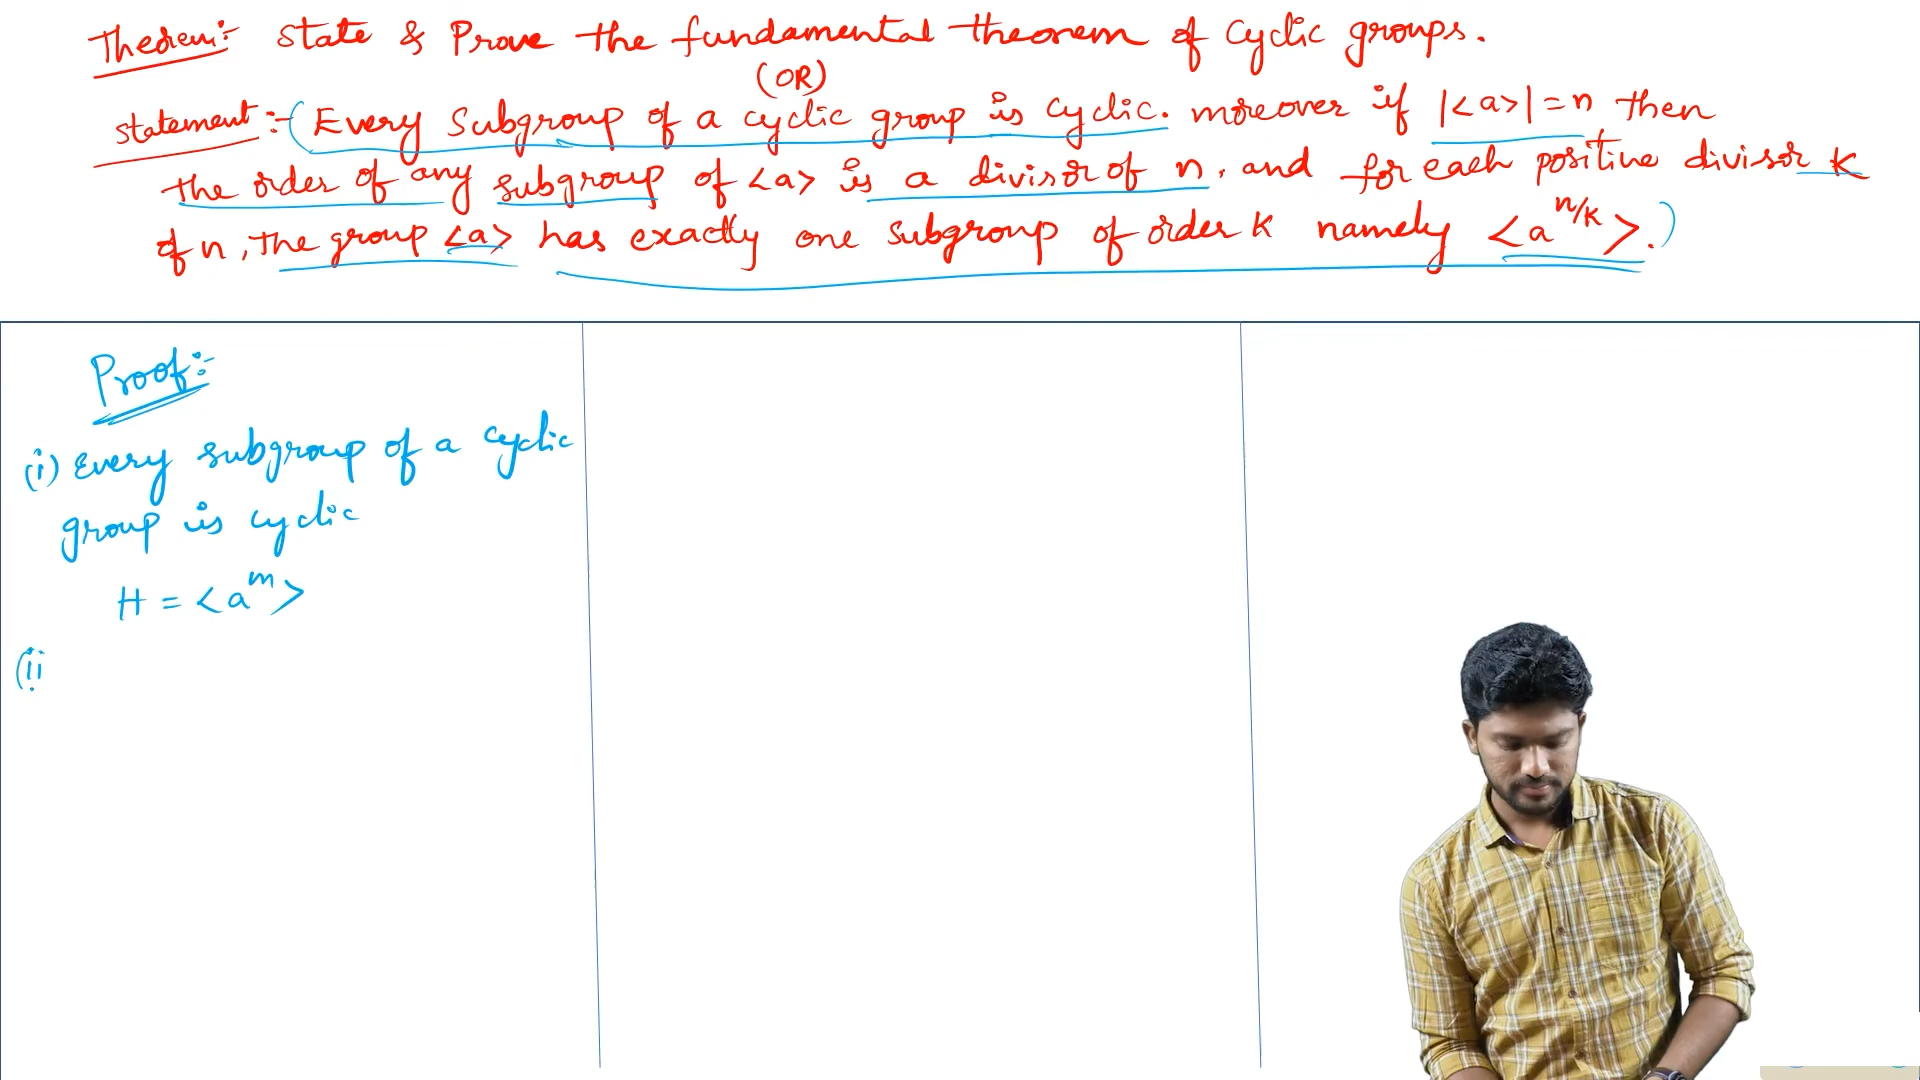 Theorem:- State & Prove the fundamental theorem of Cyclic groups.
(OR)
Statement:- (Every Subgroup of a cyclic group is cyclic. moreover if |<a>|=n then
the order of any subgroup of <a> is a divisor of n, and for each positive divisor K
of n, the group <a> has exactly one subgroup of order K namely <a^{n/K}>.)
Proof:-
(i) Every subgroup of a cyclic
group is cyclic
H = <a^m>
(ii